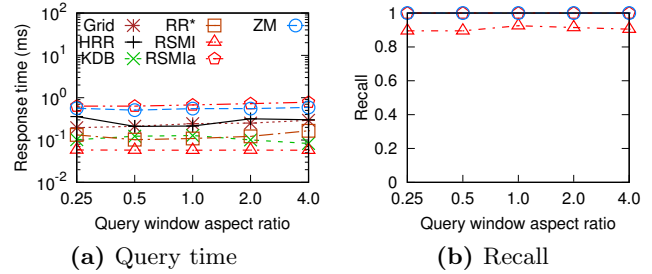 Response time (ms)
10²
10¹
10⁰
10⁻¹
10⁻²
Grid
HRR
KDB
RR*
RSMI
RSMIa
ZM
0.25 0.5 1.0 2.0 4.0
Query window aspect ratio
(a) Query time
Recall
1
0.8
0.6
0.4
0.2
0
0.25 0.5 1.0 2.0 4.0
Query window aspect ratio
(b) Recall